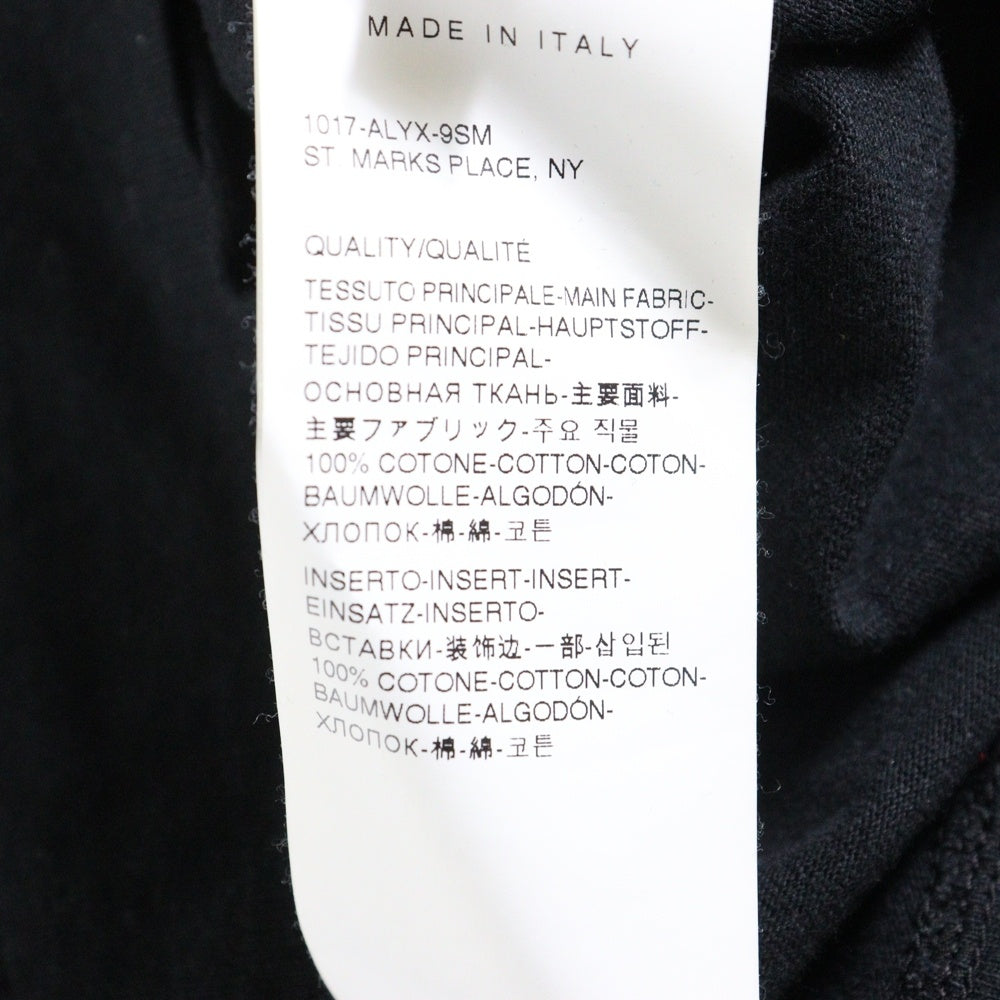 MADE IN ITALY
1017-ALYX-9SM
ST. MARKS PLACE, NY
QUALITY/QUALITÉ
TESSUTO PRINCIPALE-MAIN FABRIC-
TISSU PRINCIPAL-HAUPTSTOFF-
TEJIDO PRINCIPAL-
ОСНОВНАЯ ТКАНЬ-主要面料-
主要ファブリック-주요 직물
100% COTONE-COTTON-COTON-
BAUMWOLLE-ALGODÓN-
ХЛОПОК-棉-綿-코튼
INSERTO-INSERT-INSERT-
EINSATZ-INSERTO-
ВСТАВКИ-装饰边-一部-삽입된
100% COTONE-COTTON-COTON-
BAUMWOLLE-ALGODÓN-
ХЛОПОК-棉-綿-코튼